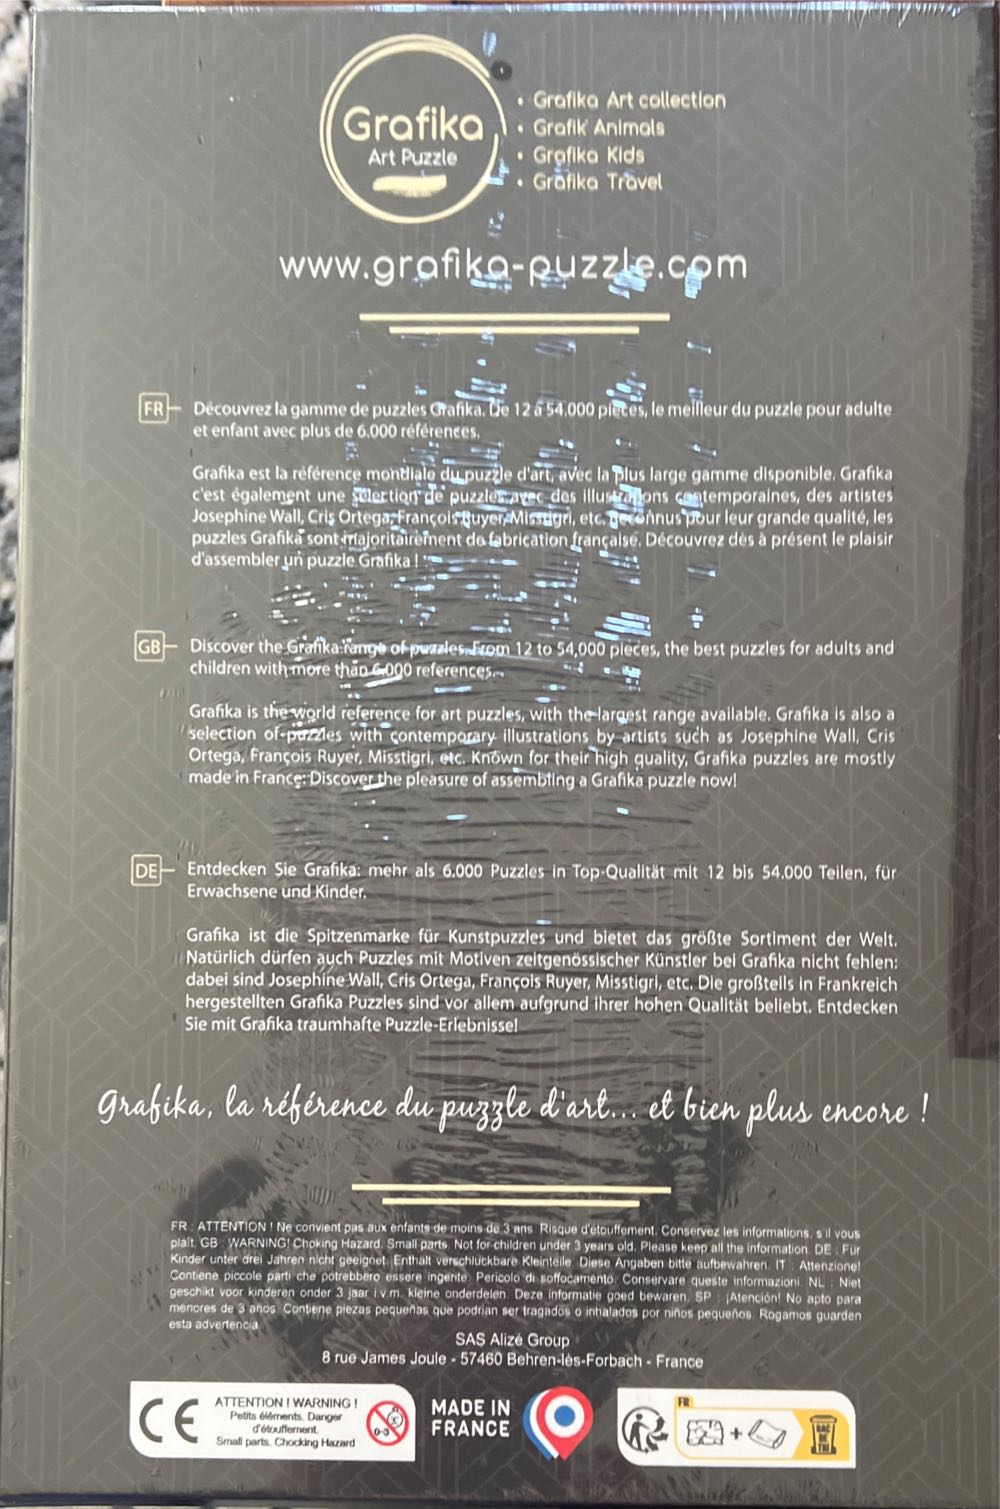 Grafika
Art Puzzle
• Grafika Art collection
• Grafik' Animals
• Grafika Kids
• Grafika Travel
www.grafika-puzzle.com
FR
Découvrez la gamme de puzzles Grafika. De 12 à 54.000 pièces, le meilleur du puzzle pour adulte
et enfant avec plus de 6.000 références.
Grafika est la référence mondiale du puzzle d'art, avec la plus large gamme disponible. Grafika
c'est également une sélection de puzzles avec des illustrations contemporaines, des artistes
Josephine Wall, Cris Ortega, François Ruyer, Misstigri, etc. Reconnus pour leur grande qualité, les
puzzles Grafika sont majoritairement de fabrication française. Découvrez dès à présent le plaisir
d'assembler un puzzle Grafika !
GB
Discover the Grafika range of puzzles. From 12 to 54,000 pieces, the best puzzles for adults and
children with more than 6,000 references.
Grafika is the world reference for art puzzles, with the largest range available. Grafika is also a
selection of puzzles with contemporary illustrations by artists such as Josephine Wall, Cris
Ortega, François Ruyer, Misstigri, etc. Known for their high quality, Grafika puzzles are mostly
made in France: Discover the pleasure of assembling a Grafika puzzle now!
DE
Entdecken Sie Grafika: mehr als 6.000 Puzzles in Top-Qualität mit 12 bis 54.000 Teilen, für
Erwachsene und Kinder.
Grafika ist die Spitzenmarke für Kunstpuzzles und bietet das größte Sortiment der Welt.
Natürlich dürfen auch Puzzles mit Motiven zeitgenössischer Künstler bei Grafika nicht fehlen:
dabei sind Josephine Wall, Cris Ortega, François Ruyer, Misstigri, etc. Die großteils in Frankreich
hergestellten Grafika Puzzles sind vor allem aufgrund ihrer hohen Qualität beliebt. Entdecken
Sie mit Grafika traumhafte Puzzle-Erlebnisse!
Grafika, la référence du puzzle d'art... et bien plus encore !
FR : ATTENTION ! Ne convient pas aux enfants de moins de 3 ans. Risque d'étouffement. Conservez les informations, s'il vous
plaît. GB : WARNING! Choking Hazard. Small parts. Not for children under 3 years old. Please keep all the information. DE : Für
Kinder unter drei Jahren nicht geeignet. Enthält verschluckbare Kleinteile. Diese Angaben bitte aufbewahren. IT : Attenzione!
Contiene piccole parti che potrebbero essere ingerite. Pericolo di soffocamento. Conservare queste informazioni. NL : Niet
geschikt voor kinderen onder 3 jaar i.v.m. kleine onderdelen. Deze informatie goed bewaren. SP : ¡Atención! No apto para
menores de 3 años. Contiene piezas pequeñas que podrían ser tragados o inhalados por niños pequeños. Rogamos guarden
esta advertencia.
SAS Alizé Group
8 rue James Joule - 57460 Behren-lès-Forbach - France
CE
ATTENTION ! WARNING !
Petits éléments. Danger
d'étouffement.
Small parts. Chocking Hazard
0-3
MADE IN
FRANCE
FR
+
BAC
DE
TRI